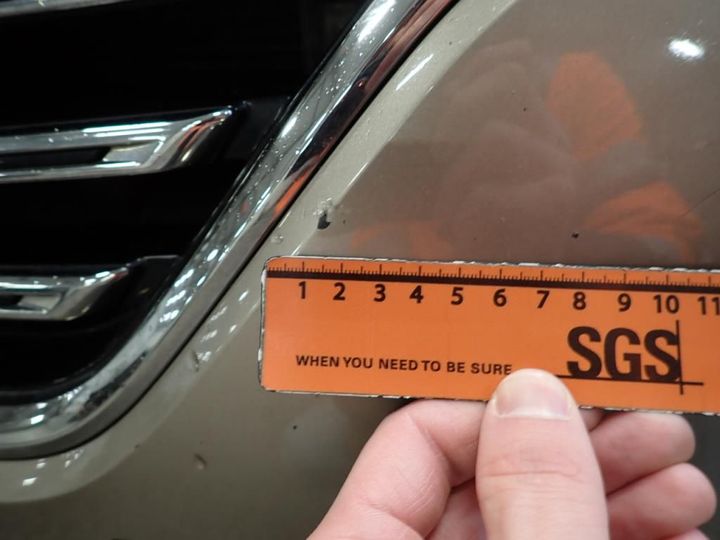 1 2 3 4 5 6 7 8 9 10 11
SGS
WHEN YOU NEED TO BE SURE